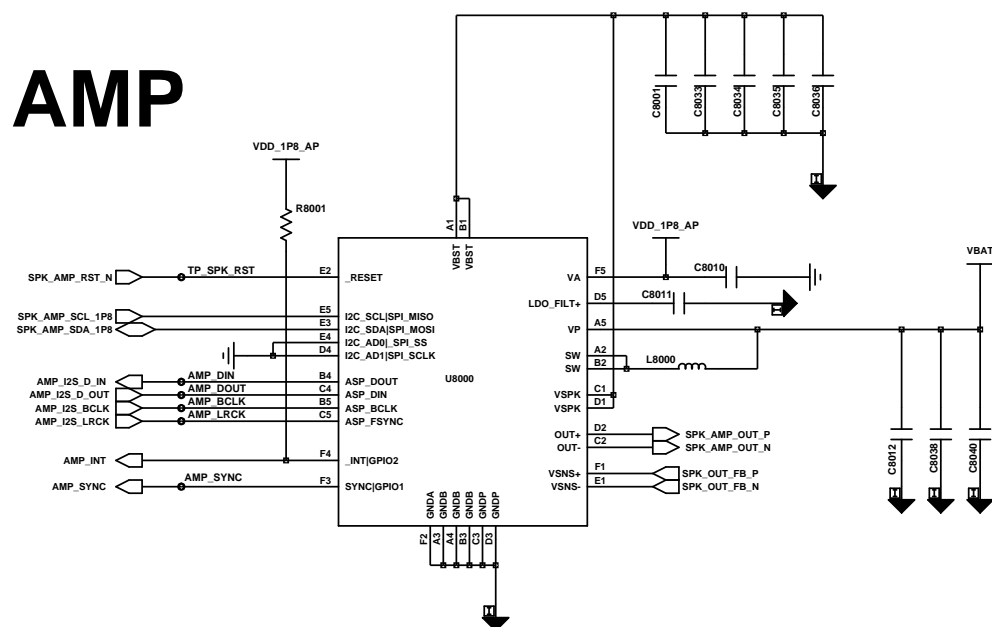 AMP
C8001
C8033
C8034
C8035
C8036
VDD_1P8_AP
R8001
A1
B1
VBST
VBST
VDD_1P8_AP
VBAT
SPK_AMP_RST_N
TP_SPK_RST
E2
_RESET
VA
F5
C8010
LDO_FILT+
D5
C8011
SPK_AMP_SCL_1P8
E5
I2C_SCL|SPI_MISO
VP
A5
SPK_AMP_SDA_1P8
E3
I2C_SDA|SPI_MOSI
E4
I2C_AD0|_SPI_SS
D4
I2C_AD1|SPI_SCLK
SW
A2
SW
B2
L8000
U8000
AMP_I2S_D_IN
AMP_DIN
B4
ASP_DOUT
AMP_I2S_D_OUT
AMP_DOUT
C4
ASP_DIN
VSPK
C1
AMP_I2S_BCLK
AMP_BCLK
B5
ASP_BCLK
VSPK
D1
AMP_I2S_LRCK
AMP_LRCK
C5
ASP_FSYNC
OUT+
D2
SPK_AMP_OUT_P
OUT-
C2
SPK_AMP_OUT_N
AMP_INT
F4
_INT|GPIO2
VSNS+
F1
SPK_OUT_FB_P
AMP_SYNC
AMP_SYNC
F3
SYNC|GPIO1
VSNS-
E1
SPK_OUT_FB_N
C8012
C8038
C8040
GNDA
GNDB
GNDB
GNDB
GNDP
GNDP
F2
A3
A4
B3
C3
D3